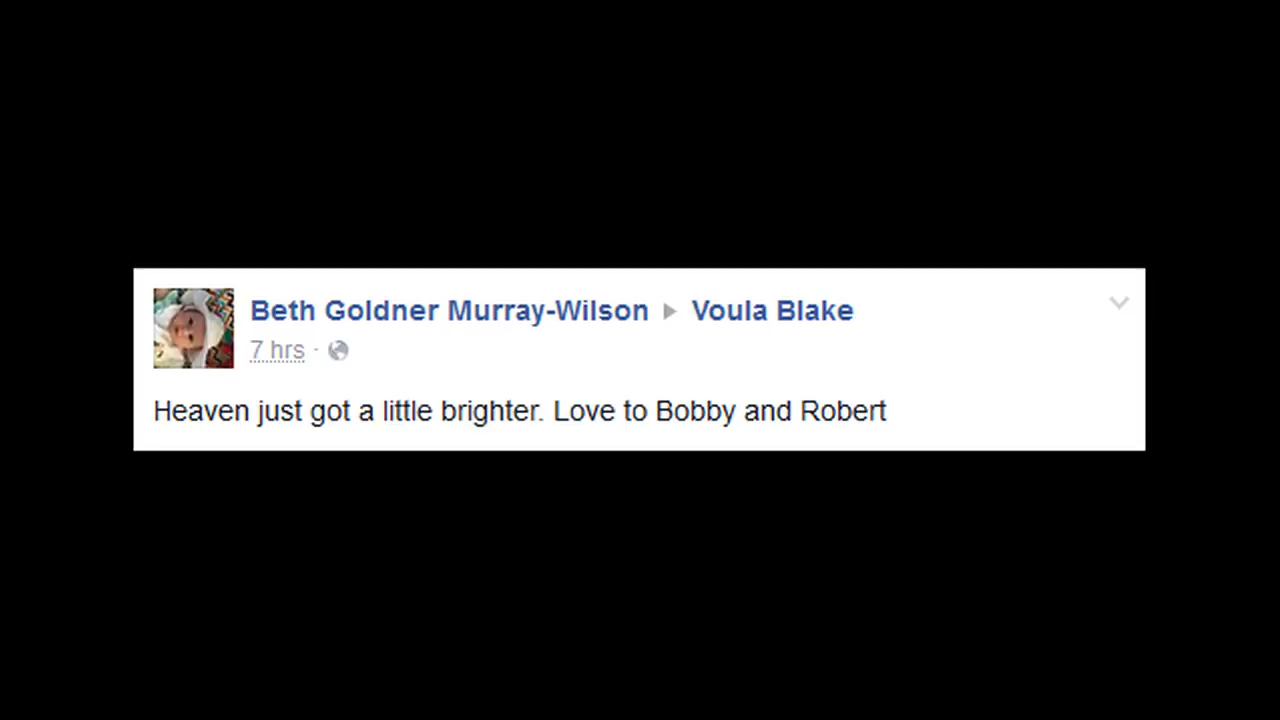 Beth Goldner Murray-Wilson ▶ Voula Blake
7 hrs ·
Heaven just got a little brighter. Love to Bobby and Robert